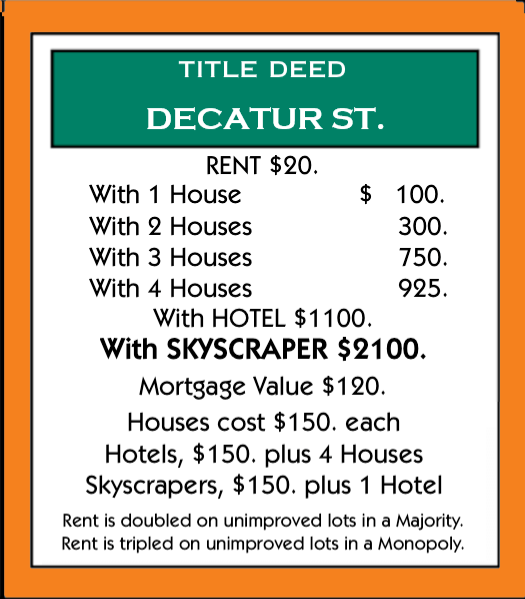 TITLE DEED
DECATUR ST.
RENT $20.
With 1 House $ 100.
With 2 Houses 300.
With 3 Houses 750.
With 4 Houses 925.
With HOTEL $1100.
With SKYSCRAPER $2100.
Mortgage Value $120.
Houses cost $150. each
Hotels, $150. plus 4 Houses
Skyscrapers, $150. plus 1 Hotel
Rent is doubled on unimproved lots in a Majority.
Rent is tripled on unimproved lots in a Monopoly.